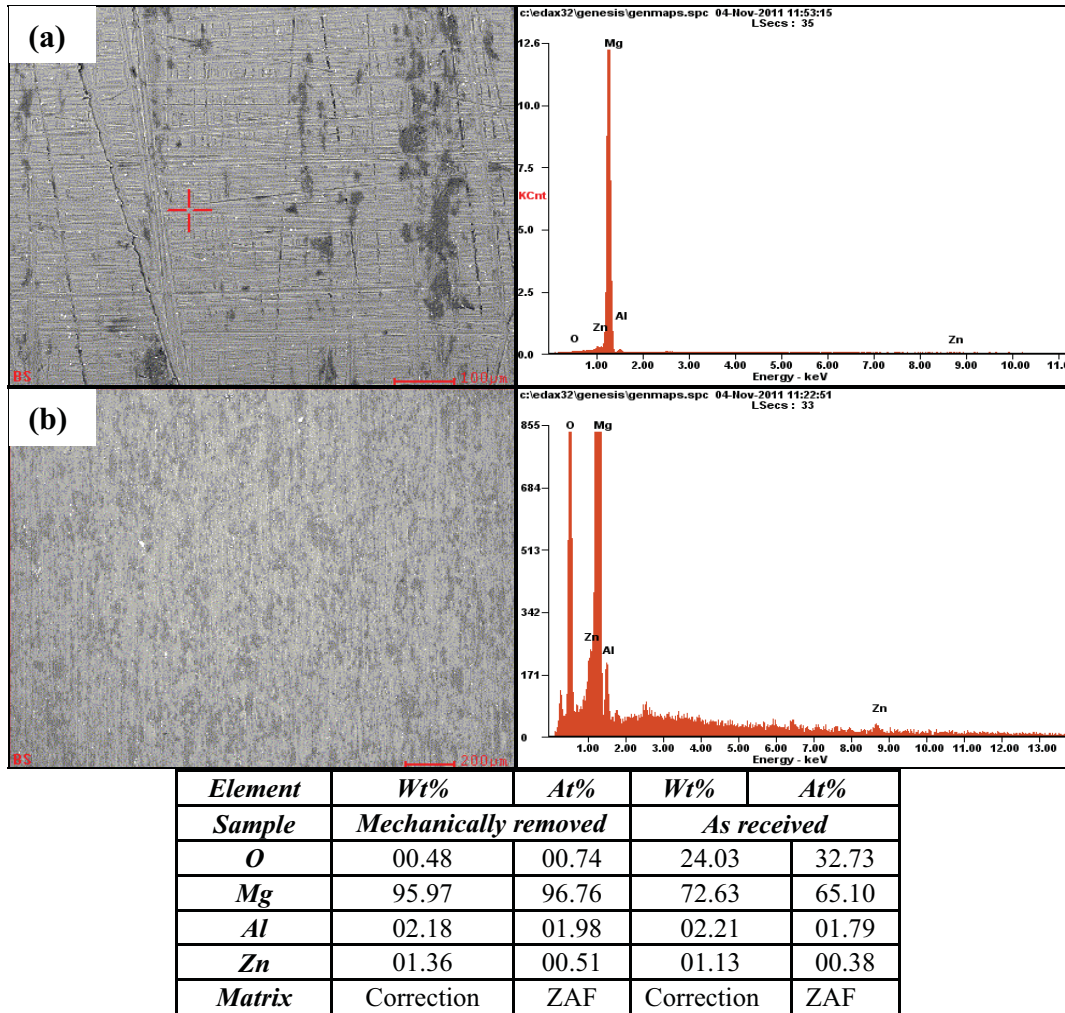 (a)
BS
100µm
c:\edax32\genesis\genmaps.spc 04-Nov-2011 11:53:15
LSecs : 35
12.6
10.0
7.5
KCnt
5.0
2.5
0.0
Mg
O Zn Al Zn
1.00 2.00 3.00 4.00 5.00 6.00 7.00 8.00 9.00 10.00 11.0
Energy - keV
(b)
BS
200µm
c:\edax32\genesis\genmaps.spc 04-Nov-2011 11:22:51
LSecs : 33
855
684
513
342
171
0
O Mg
Zn Al Zn
1.00 2.00 3.00 4.00 5.00 6.00 7.00 8.00 9.00 10.00 11.00 12.00 13.00
Energy - keV
Element Wt% At% Wt% At%
Sample Mechanically removed As received
O 00.48 00.74 24.03 32.73
Mg 95.97 96.76 72.63 65.10
Al 02.18 01.98 02.21 01.79
Zn 01.36 00.51 01.13 00.38
Matrix Correction ZAF Correction ZAF